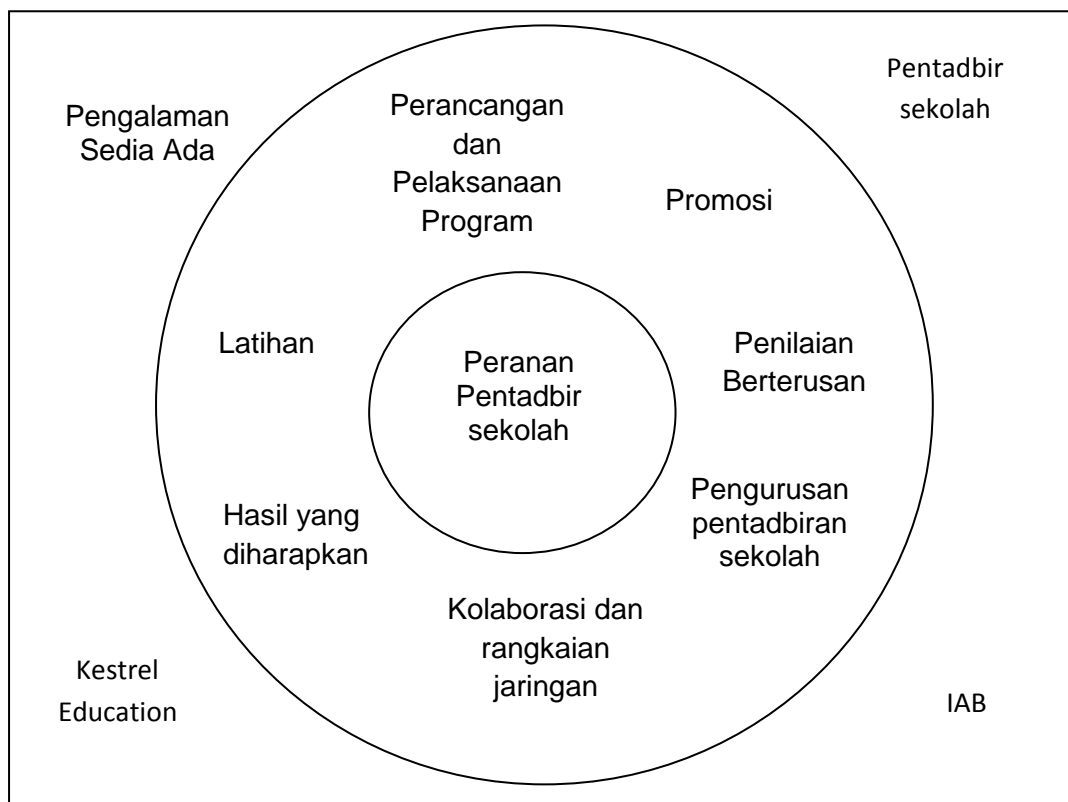 Pengalaman
Sedia Ada
Perancangan
dan
Pelaksanaan
Program
Pentadbir
sekolah
Promosi
Latihan
Peranan
Pentadbir
sekolah
Penilaian
Berterusan
Hasil yang
diharapkan
Pengurusan
pentadbiran
sekolah
Kolaborasi dan
rangkaian
jaringan
Kestrel
Education
IAB